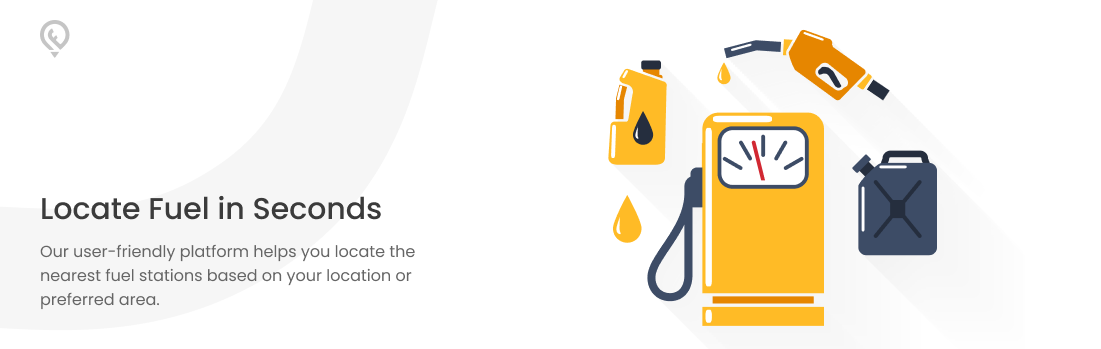 Locate Fuel in Seconds
Our user-friendly platform helps you locate the
nearest fuel stations based on your location or
preferred area.